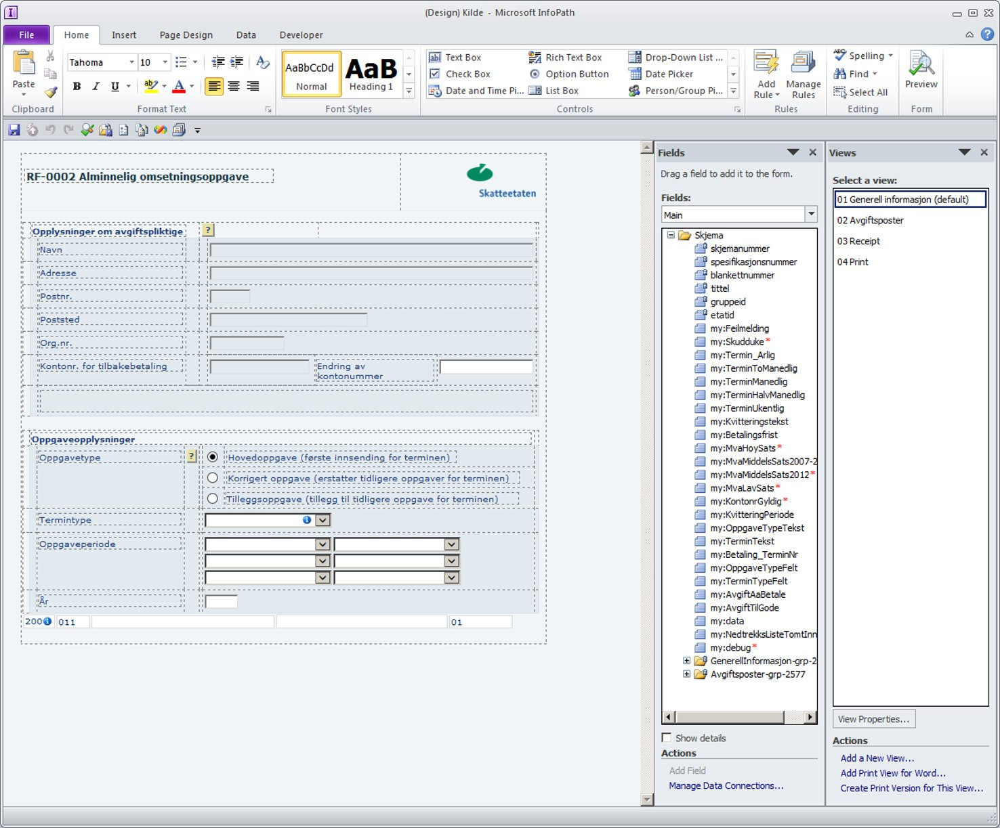 (Design) Kilde - Microsoft InfoPath
File Home Insert Page Design Data Developer
Paste
Clipboard
Tahoma 10
B I U
Format Text
AaBbCcDd
Normal
AaB
Heading 1
Font Styles
Text Box Rich Text Box Drop-Down List ...
Check Box Option Button Date Picker
Date and Time Pi... List Box Person/Group Pi...
Controls
Add Rule
Manage Rules
Rules
Spelling
Find
Select All
Editing
Preview
Form
RF-0002 Alminnelig omsetningsoppgave
Skatteetaten
Opplysninger om avgiftspliktige ?
Navn
Adresse
Postnr.
Poststed
Org.nr.
Kontonr. for tilbakebetaling
Endring av
kontonummer
Oppgaveopplysninger
Oppgavetype ? Hovedoppgave (første innsending for terminen)
Korrigert oppgave (erstatter tidligere oppgaver for terminen)
Tilleggsoppgave (tillegg til tidligere oppgave for terminen)
Termintype
Oppgaveperiode
År
200 011 01
Fields
Drag a field to add it to the form.
Fields:
Main
Skjema
skjemanummer
spesifikasjonsnummer
blankettnummer
tittel
gruppeid
etatid
my:Feilmelding
my:Skudduke *
my:Termin_Arlig
my:TerminToManedlig
my:TerminManedlig
my:TerminHalvManedlig
my:TerminUkentlig
my:Kvitteringstekst
my:Betalingsfrist
my:MvaHoySats *
my:MvaMiddelsSats2007-2
my:MvaMiddelsSats2012 *
my:MvaLavSats *
my:KontonrGyldig *
my:KvitteringPeriode
my:OppgaveTypeTekst
my:TerminTekst
my:Betaling_TerminNr
my:OppgaveTypeFelt
my:TerminTypeFelt
my:AvgiftAaBetale
my:AvgiftTilGode
my:data
my:NedtrekksListeTomtInn
my:debug *
GenerellInformasjon-grp-2
Avgiftsposter-grp-2577
Show details
Actions
Add Field
Manage Data Connections...
Views
Select a view:
01 Generell informasjon (default)
02 Avgiftsposter
03 Receipt
04 Print
View Properties...
Actions
Add a New View...
Add Print View for Word...
Create Print Version for This View...